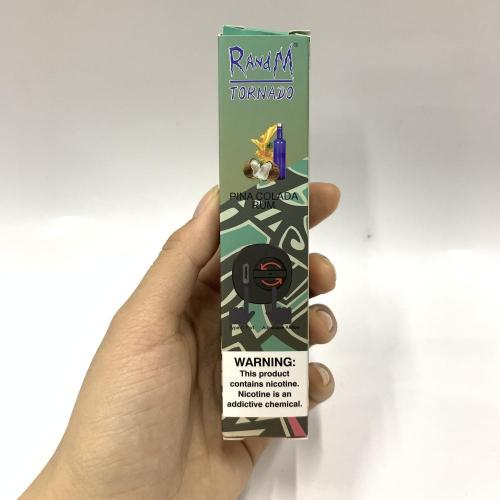 RandM®
TORNADO
PINA COLADA
RUM
WARNING:
This product
contains nicotine.
Nicotine is an
addictive chemical.